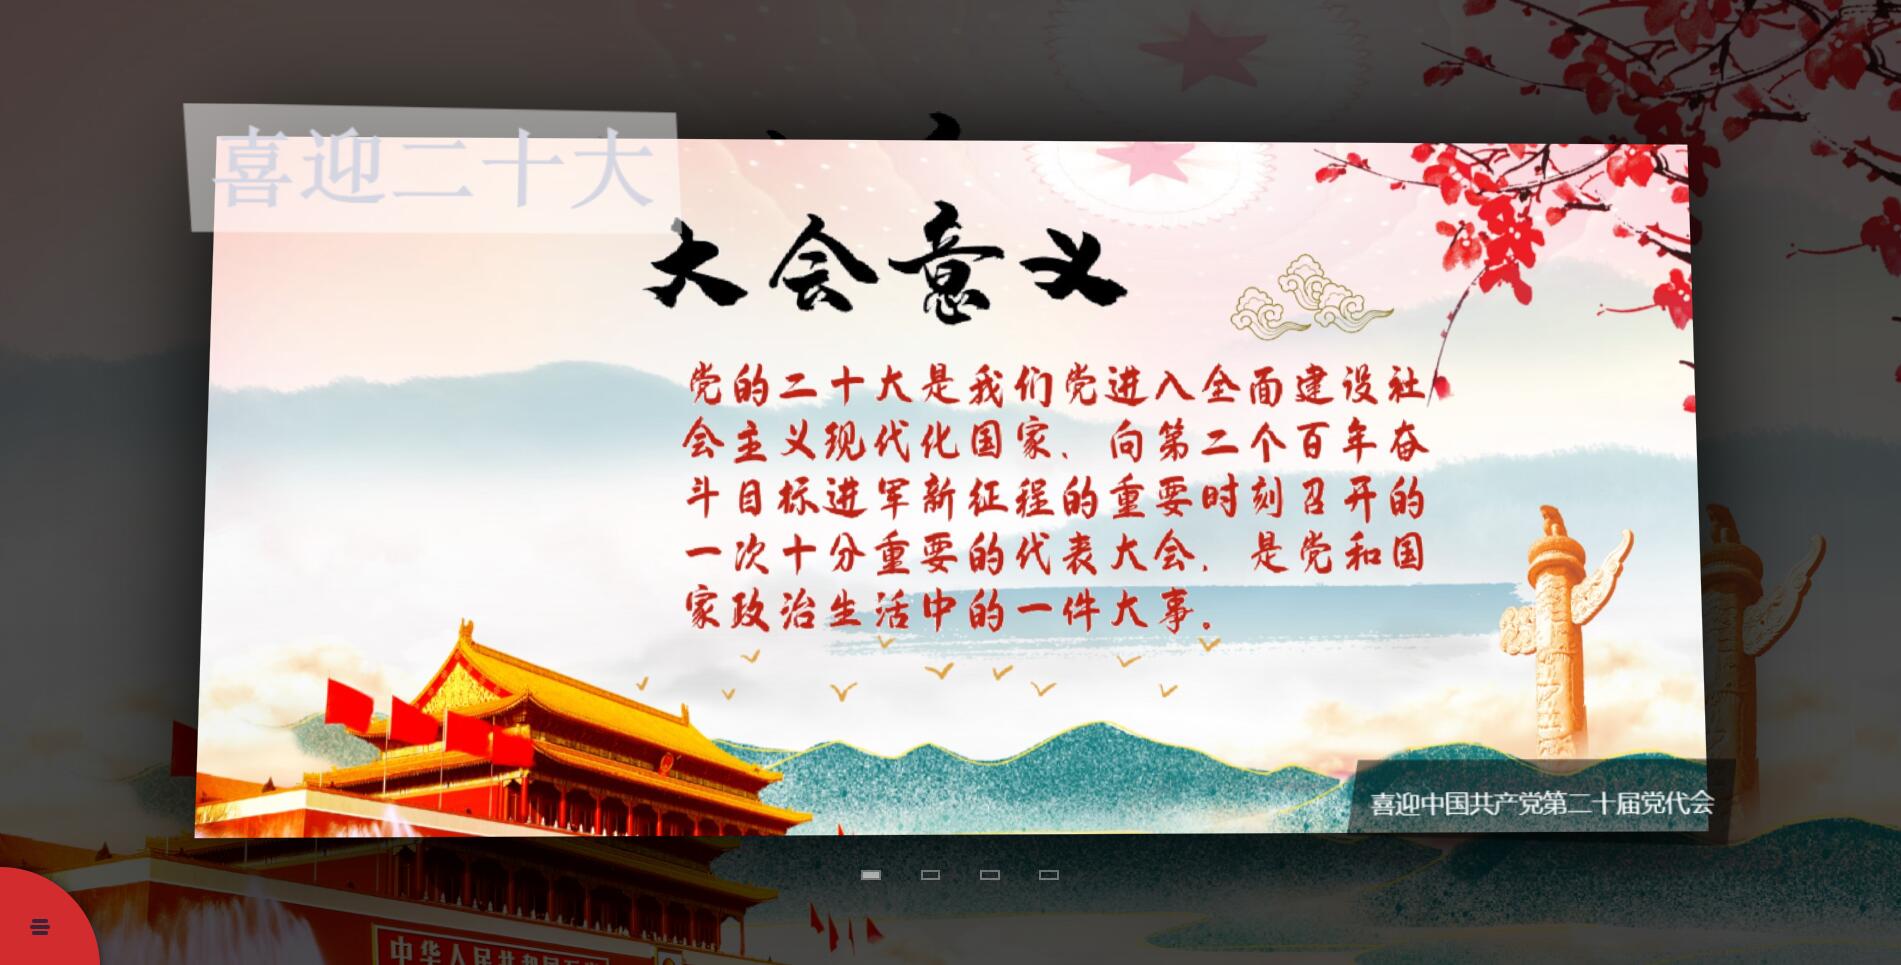 喜迎二十大
大会意义
党的二十大是我们党进入全面建设社
会主义现代化国家、向第二个百年奋
斗目标进军新征程的重要时刻召开的
一次十分重要的代表大会，是党和国
家政治生活中的一件大事。
喜迎中国共产党第二十届党代会
中华人民共和国万